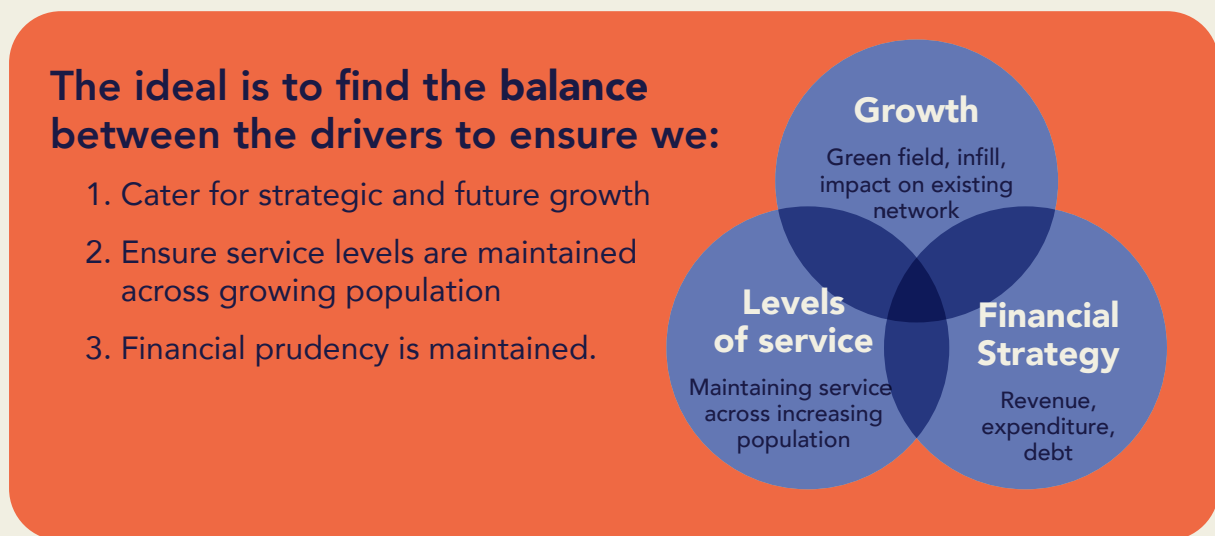 The ideal is to find the balance
between the drivers to ensure we:
1. Cater for strategic and future growth
2. Ensure service levels are maintained
across growing population
3. Financial prudency is maintained.
Growth
Green field, infill,
impact on existing
network
Levels
of service
Maintaining service
across increasing
population
Financial
Strategy
Revenue,
expenditure,
debt